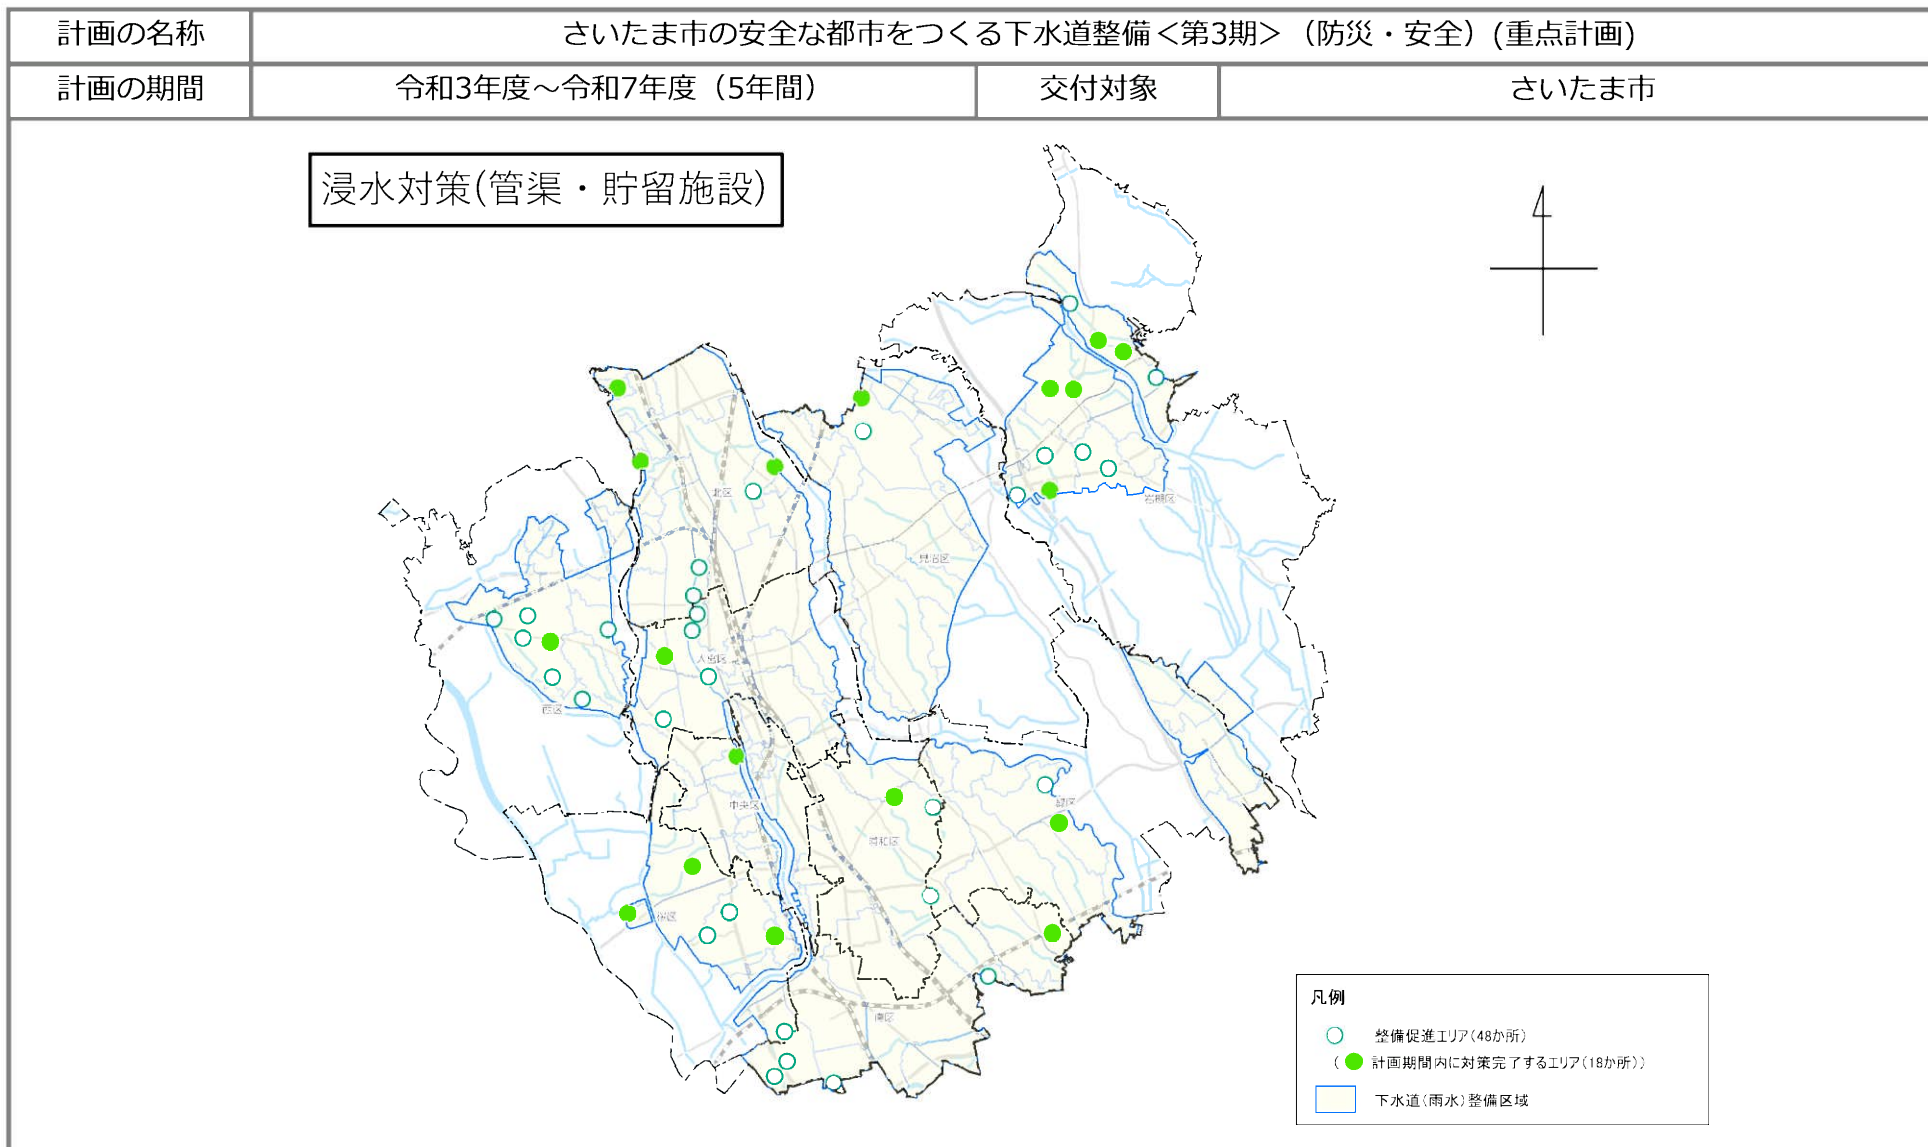 計画の名称
さいたま市の安全な都市をつくる下水道整備<第3期>（防災・安全）(重点計画)
計画の期間
令和3年度～令和7年度（5年間）
交付対象
さいたま市
浸水対策(管渠・貯留施設)
北区
岩槻区
見沼区
大宮区
西区
中央区
緑区
浦和区
桜区
南区
凡例
整備促進エリア(48か所)
( 計画期間内に対策完了するエリア(18か所))
下水道(雨水)整備区域